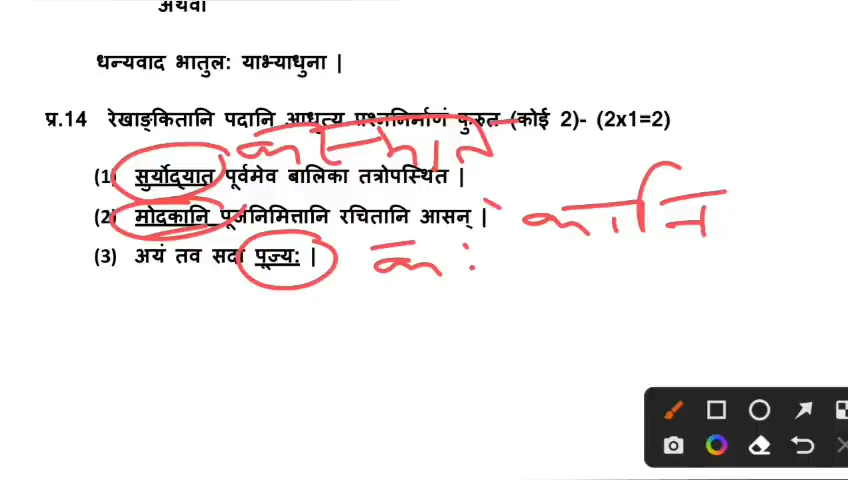 अथवा
धन्यवाद भातुल: याभ्याधुना |
प्र.14 रेखाङ्कितानि पदानि आधृत्य प्रश्ननिर्माणं कुरुत (कोई 2)- (2x1=2)
कस्मात्
(1) सुर्योद्यात पूर्वमेव बालिका तत्रोपस्थित |
(2) मोदकानि पूजनिमित्तानि रचितानि आसन् | कानि
(3) अयं तव सदा पूज्य: | क: